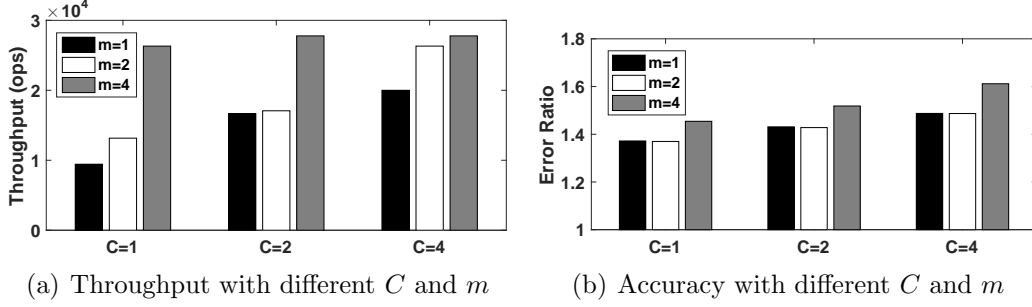 3 ×10⁴
2
1
0
Throughput (ops)
m=1
m=2
m=4
C=1 C=2 C=4
(a) Throughput with different C and m
1.8
1.6
1.4
1.2
1
Error Ratio
m=1
m=2
m=4
C=1 C=2 C=4
(b) Accuracy with different C and m